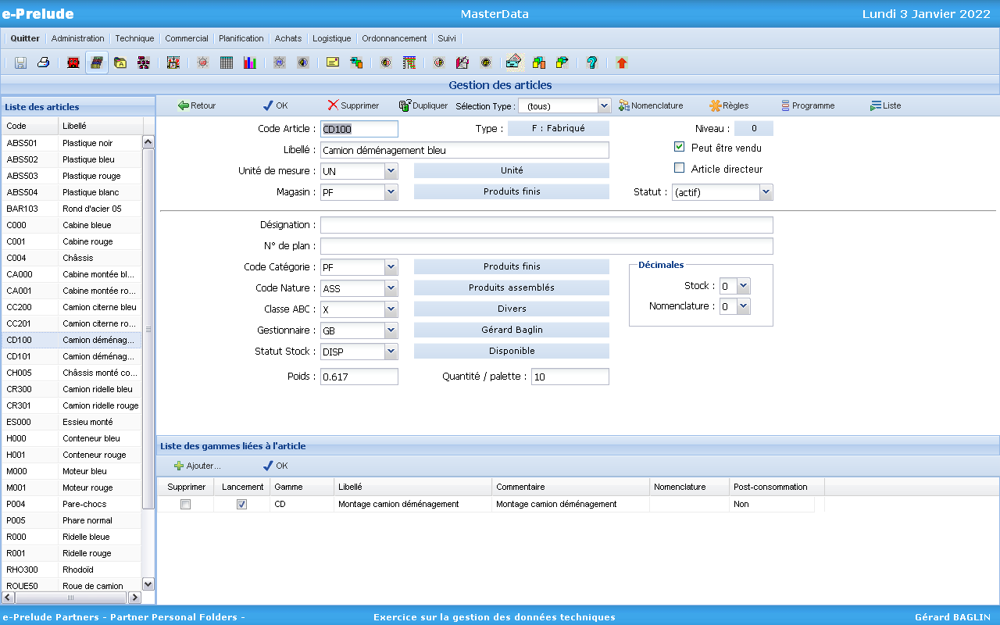 e-Prelude MasterData Lundi 3 Janvier 2022
Quitter Administration Technique Commercial Planification Achats Logistique Ordonnancement Suivi
Gestion des articles
Liste des articles
Retour OK Supprimer Dupliquer Sélection Type : (tous) Nomenclature Règles Programme Liste
Code Libellé
ABS501 Plastique noir
ABS502 Plastique bleu
ABS503 Plastique rouge
ABS504 Plastique blanc
BAR103 Rond d'acier 05
C000 Cabine bleue
C001 Cabine rouge
C004 Châssis
CA000 Cabine montée bl...
CA001 Cabine montée ro...
CC200 Camion citerne bleu
CC201 Camion citerne ro...
CD100 Camion déménag...
CD101 Camion déménag...
CH005 Châssis monté co...
CR300 Camion ridelle bleu
CR301 Camion ridelle rouge
ES000 Essieu monté
H000 Conteneur bleu
H001 Conteneur rouge
M000 Moteur bleu
M001 Moteur rouge
P004 Pare-chocs
P005 Phare normal
R000 Ridelle bleue
R001 Ridelle rouge
RHO300 Rhodoïd
ROUE50 Roue de camion
Code Article : CD100 Type : F : Fabriqué Niveau : 0
Libellé : Camion déménagement bleu Peut être vendu
Unité de mesure : UN Unité Article directeur
Magasin : PF Produits finis Statut : (actif)
Désignation :
N° de plan :
Code Catégorie : PF Produits finis Décimales
Code Nature : ASS Produits assemblés Stock : 0
Classe ABC : X Divers Nomenclature : 0
Gestionnaire : GB Gérard Baglin
Statut Stock : DISP Disponible
Poids : 0.617 Quantité / palette : 10
Liste des gammes liées à l'article
Ajouter... OK
Supprimer Lancement Gamme Libellé Commentaire Nomenclature Post-consommation
CD Montage camion déménagement Montage camion déménagement Non
e-Prelude Partners - Partner Personal Folders - Exercice sur la gestion des données techniques Gérard BAGLIN